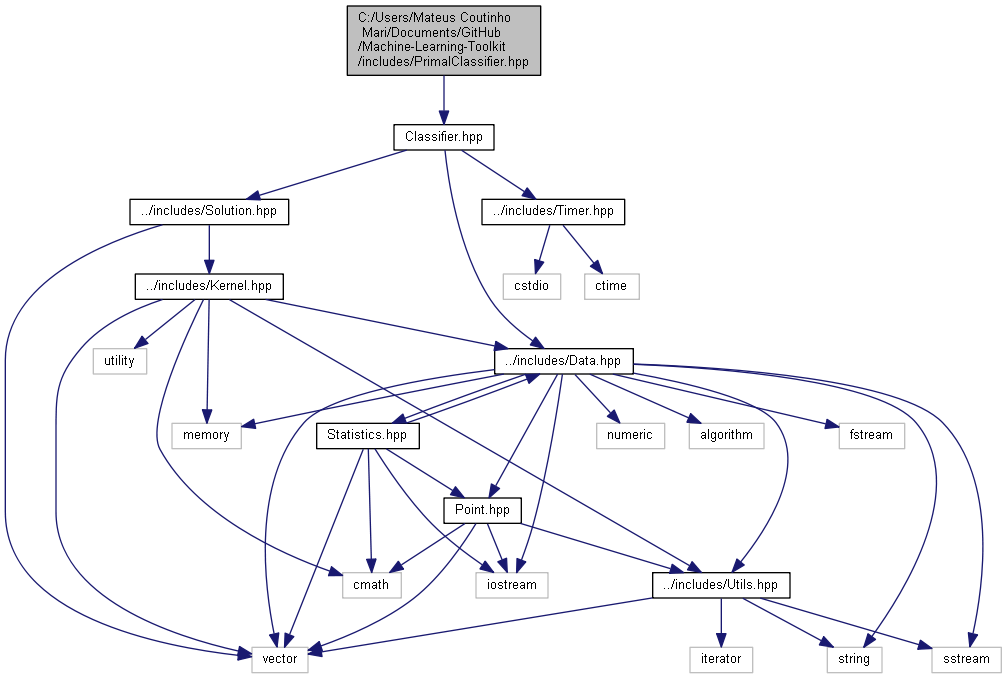 C:/Users/Mateus Coutinho
Mari/Documents/GitHub
/Machine-Learning-Toolkit
/includes/PrimalClassifier.hpp
Classifier.hpp
../includes/Solution.hpp
../includes/Timer.hpp
../includes/Kernel.hpp
cstdio
ctime
utility
../includes/Data.hpp
memory
Statistics.hpp
numeric
algorithm
fstream
Point.hpp
cmath
iostream
../includes/Utils.hpp
vector
iterator
string
sstream